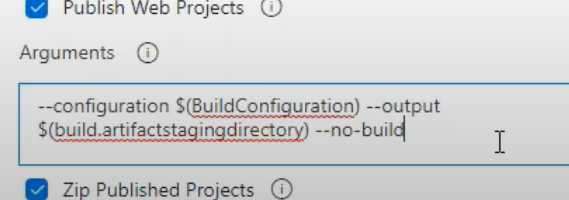 Publish Web Projects
Arguments
--configuration $(BuildConfiguration) --output
$(build.artifactstagingdirectory) --no-build
Zip Published Projects